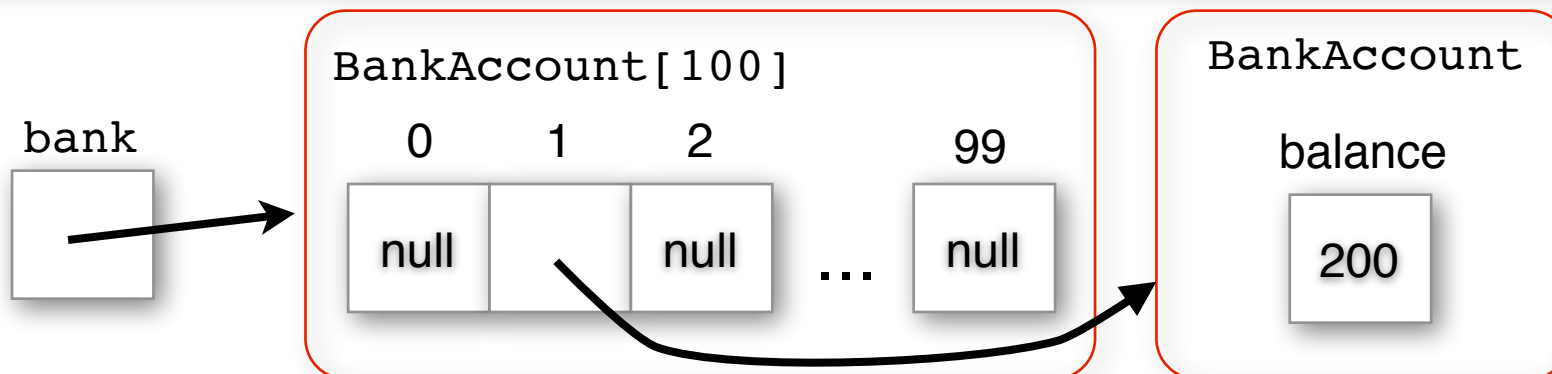 bank
BankAccount[100]
0 1 2 99
null null ... null
BankAccount
balance
200